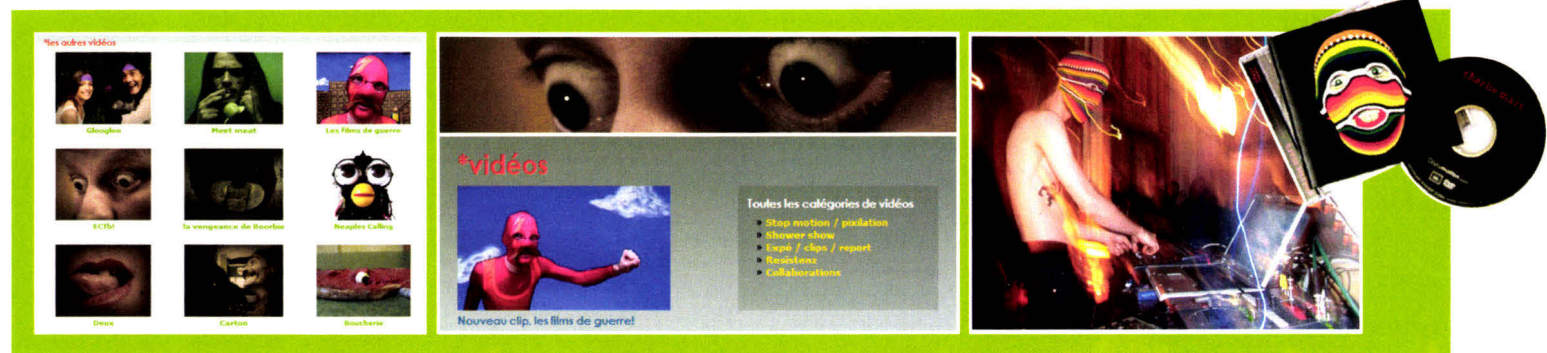 *les autres vidéos
Gloogloo
Meet meat
Les films de guerre
ECTb!
la vengeance de Boorbie
Neaples Calling
Deux
Carton
Boucherie
*vidéos
Toutes les catégories de vidéos
» Stop motion / pixilation
» Shower show
» Expé / clips / report
» Resistenz
» Collaborations
Nouveau clip, les films de guerre!